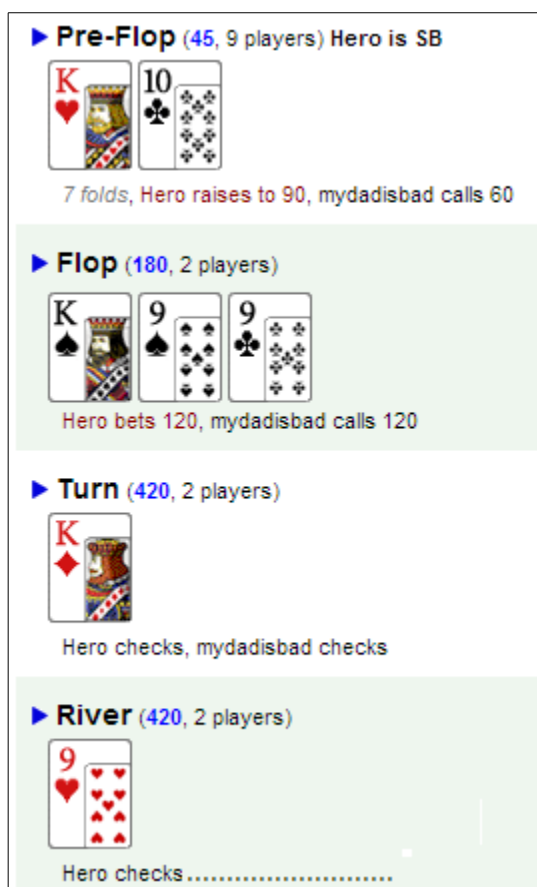 Pre-Flop (45, 9 players) Hero is SB
K 10
7 folds, Hero raises to 90, mydadisbad calls 60
Flop (180, 2 players)
K 9 9
Hero bets 120, mydadisbad calls 120
Turn (420, 2 players)
K
Hero checks, mydadisbad checks
River (420, 2 players)
9
Hero checks..........................